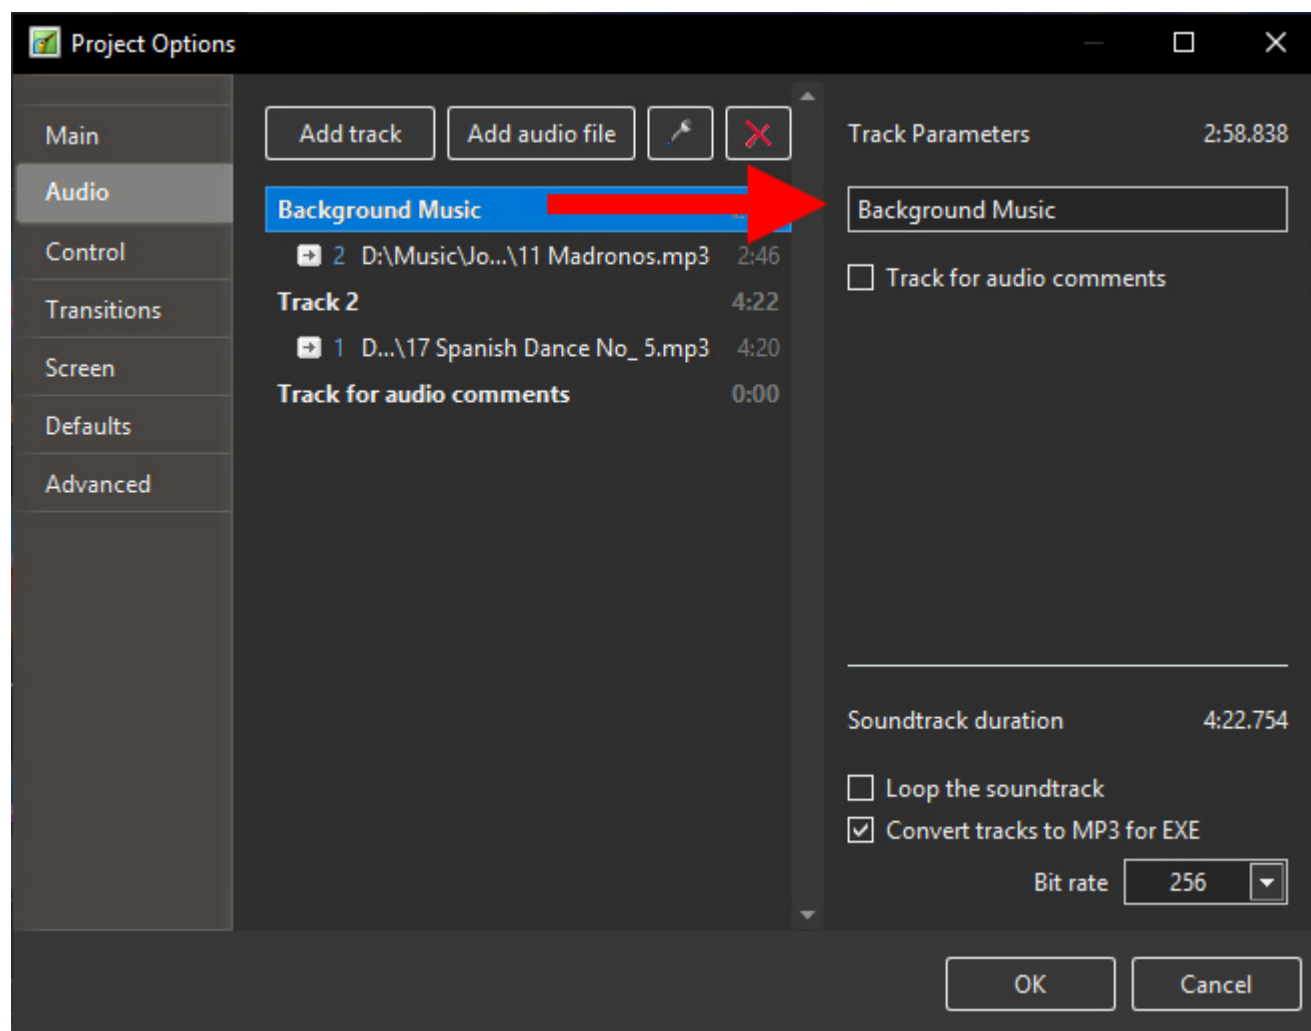 Project Options
Main
Audio
Control
Transitions
Screen
Defaults
Advanced
Add track
Add audio file
Background Music
2 D:\Music\Jo...\11 Madronos.mp3 2:46
Track 2 4:22
1 D...\17 Spanish Dance No_ 5.mp3 4:20
Track for audio comments 0:00
Track Parameters 2:58.838
Background Music
Track for audio comments
Soundtrack duration 4:22.754
Loop the soundtrack
Convert tracks to MP3 for EXE
Bit rate 256
OK Cancel